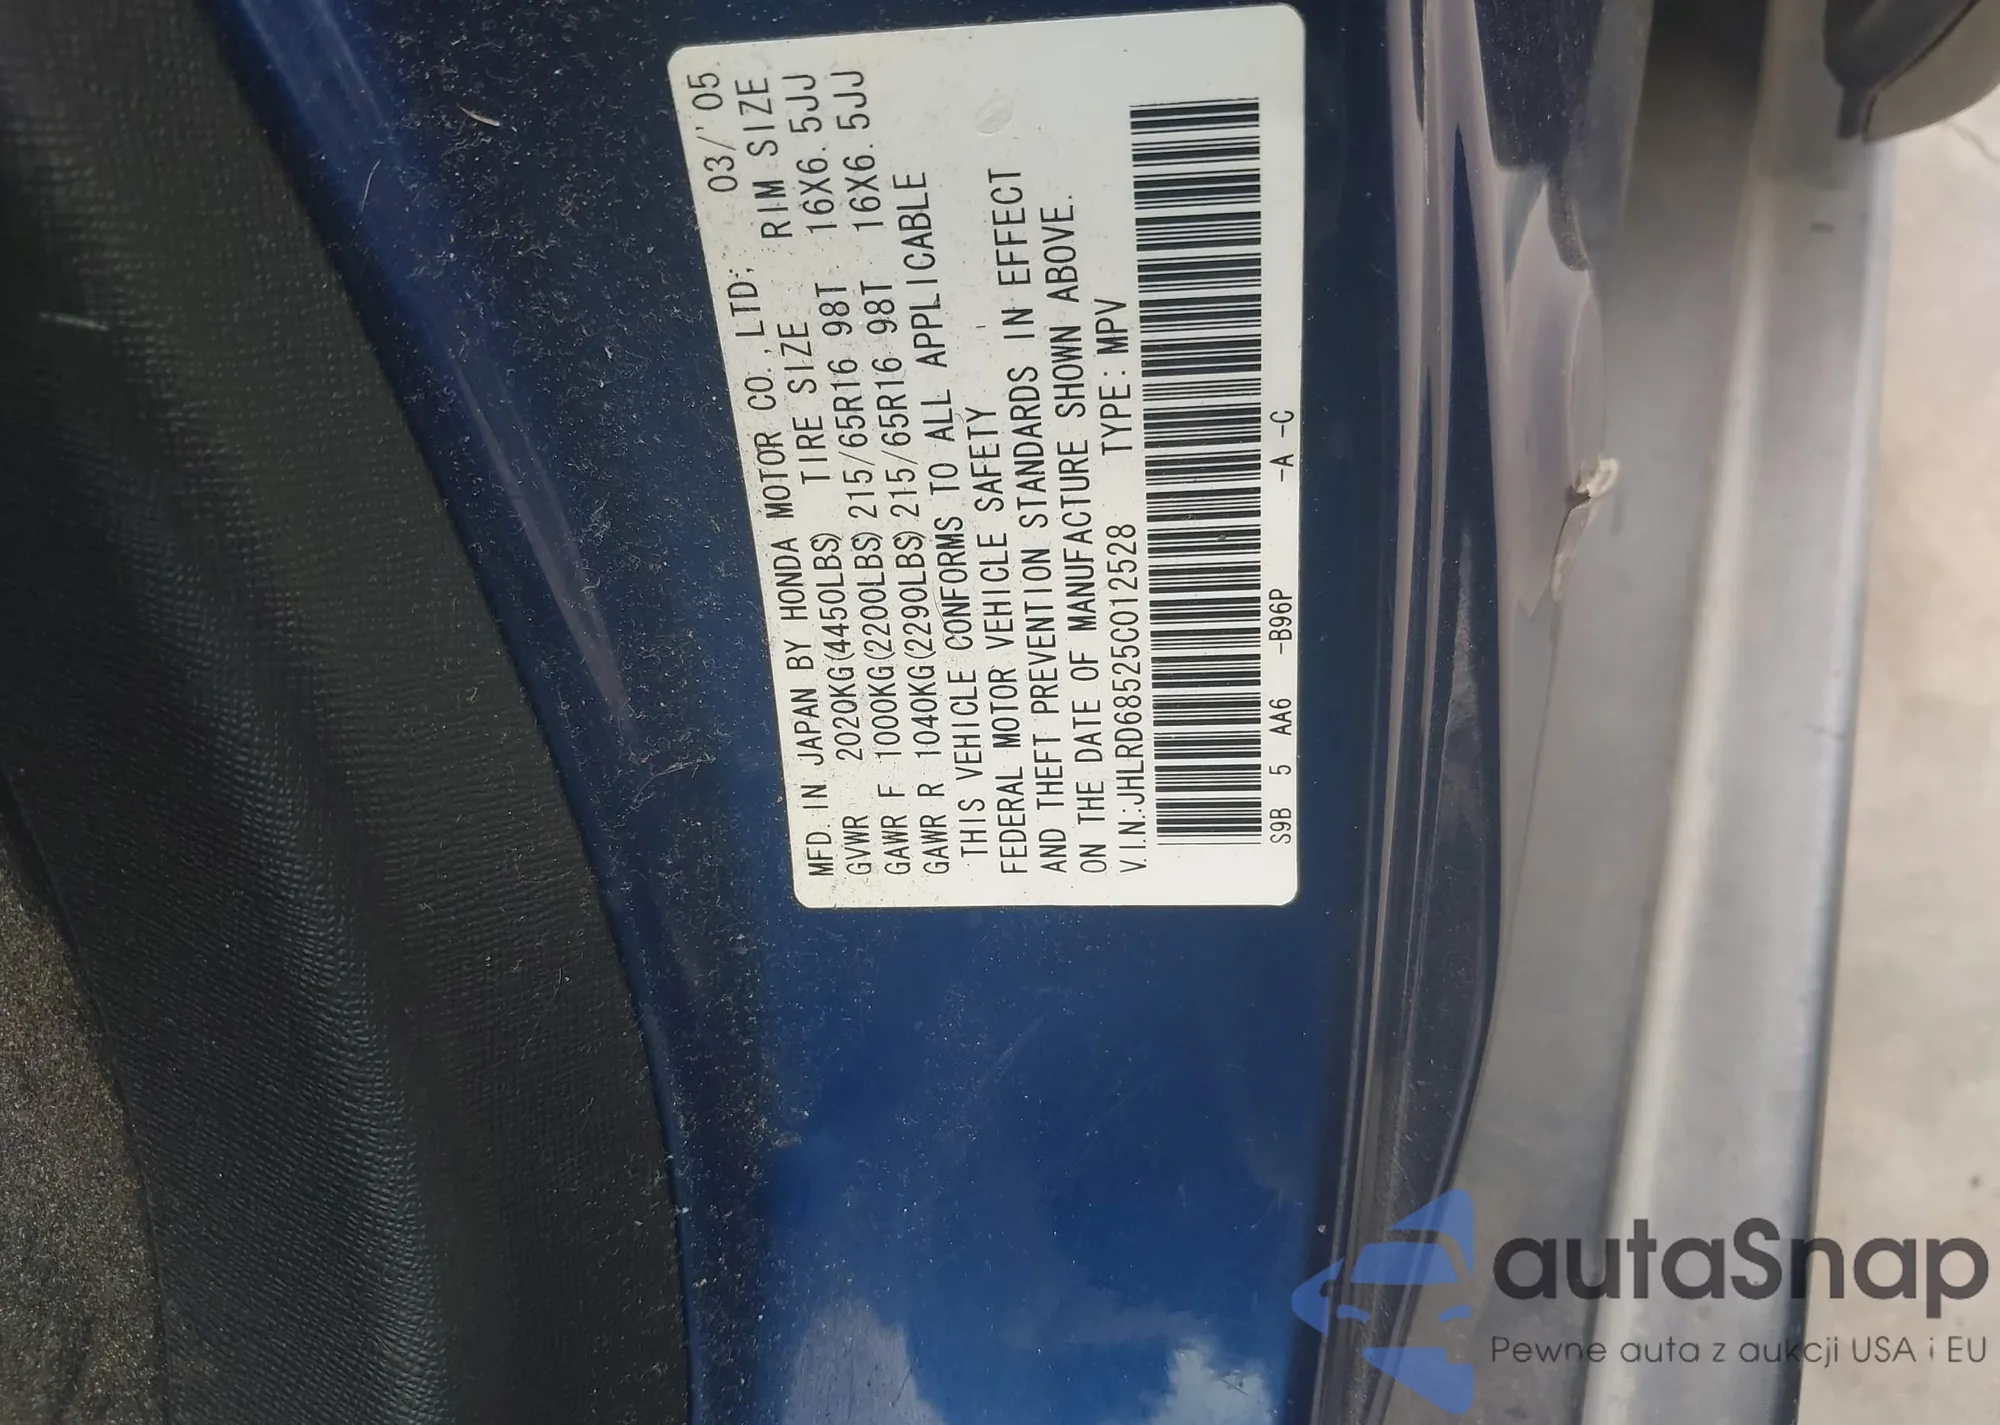 MFD. IN JAPAN BY HONDA MOTOR CO., LTD; 03/'05
GVWR 2020KG(4450LBS) TIRE SIZE RIM SIZE
GAWR F 1000KG(2200LBS) 215/65R16 98T 16X6.5JJ
GAWR R 1040KG(2290LBS) 215/65R16 98T 16X6.5JJ
THIS VEHICLE CONFORMS TO ALL APPLICABLE
FEDERAL MOTOR VEHICLE SAFETY
AND THEFT PREVENTION STANDARDS IN EFFECT
ON THE DATE OF MANUFACTURE SHOWN ABOVE.
V.I.N.:JHLRD68525C012528 TYPE:MPV
S9B 5 AA6 -B96P -A -C
autaSnap
Pewne auta z aukcji USA i EU